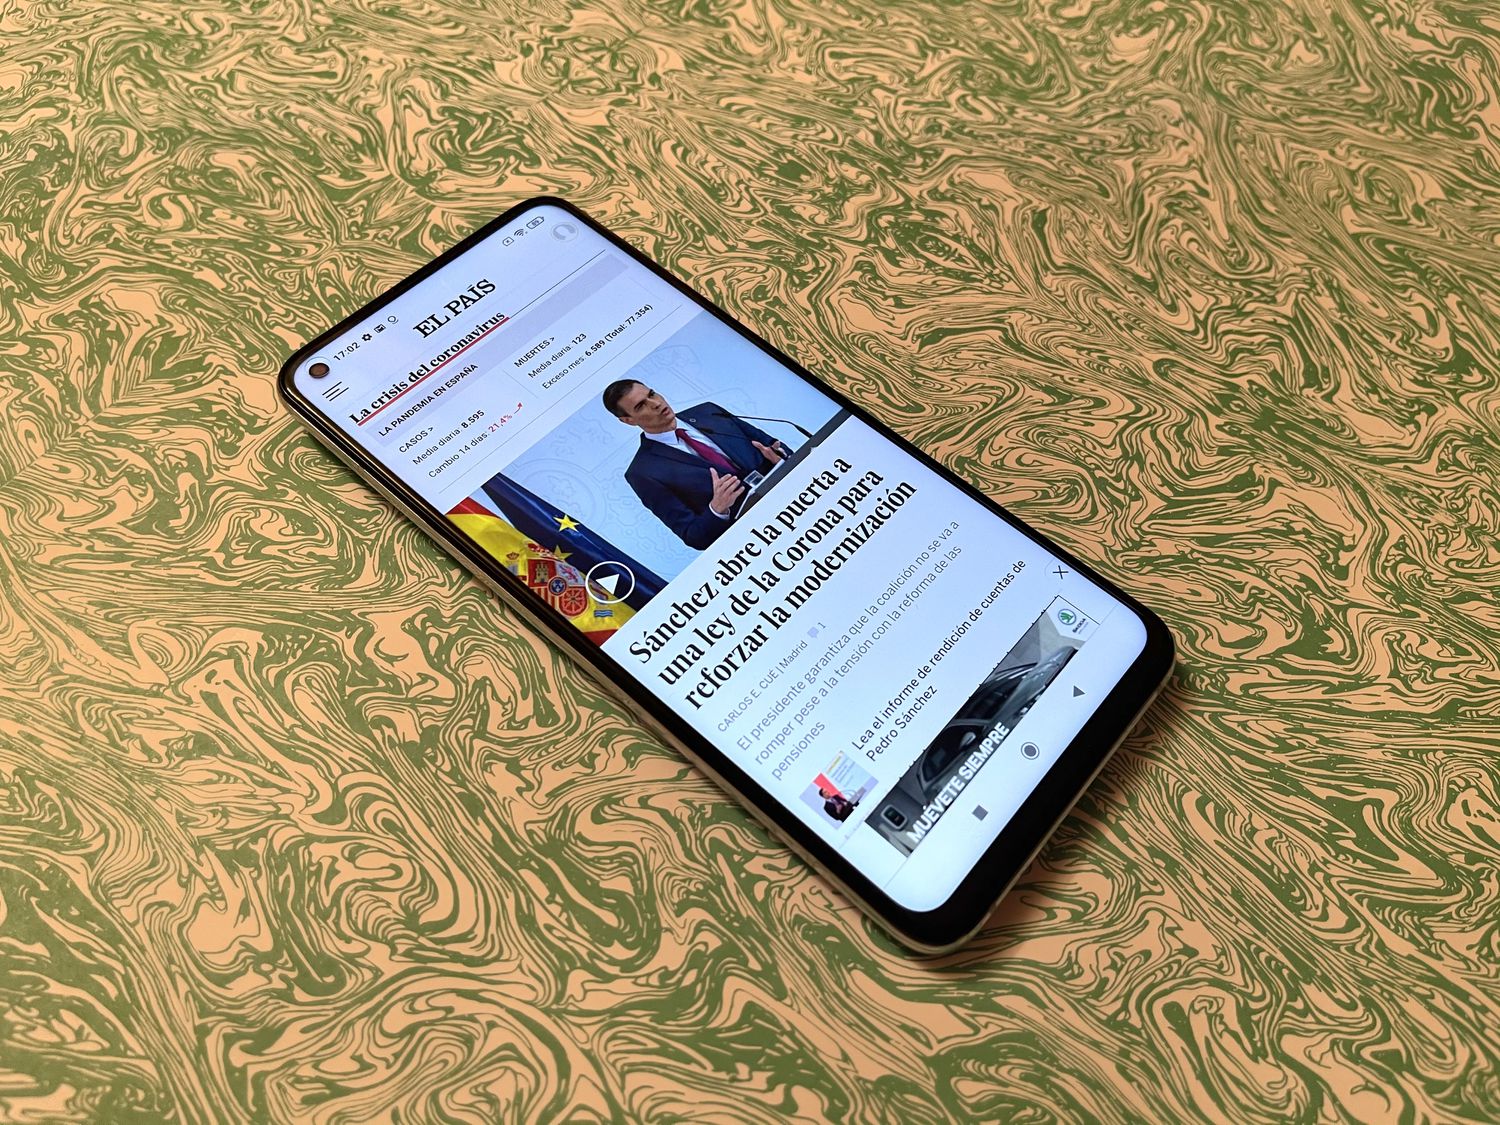 17:02
EL PAÍS
La crisis del coronavirus
LA PANDEMIA EN ESPAÑA
CASOS >
Media diaria: 8.595
Cambio 14 días: 21,4%
MUERTES >
Media diaria: 123
Exceso mes: 6.589 (Total: 77.354)
Sánchez abre la puerta a
una ley de la Corona para
reforzar la modernización
CARLOS E. CUÉ | Madrid 1
El presidente garantiza que la coalición no se va a
romper pese a la tensión con la reforma de las
pensiones
Lea el informe de rendición de cuentas de
Pedro Sánchez
MUÉVETE SIEMPRE